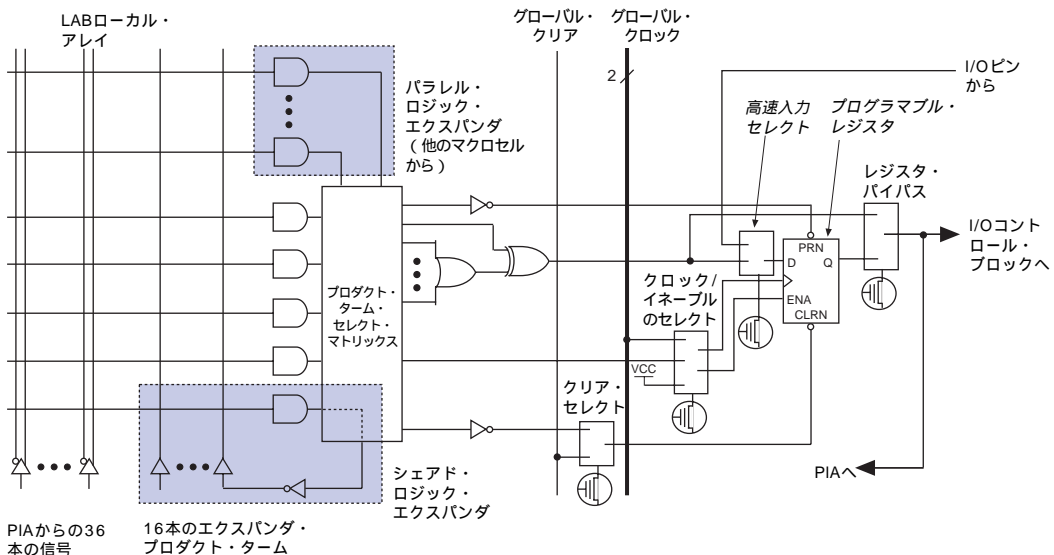 LABローカル・
アレイ
グローバル・
クリア
グローバル・
クロック
2
I/Oピン
から
パラレル・
ロジック・
エクスパンダ
（他のマクロセル
から）
高速入力
セレクト
プログラマブル・
レジスタ
レジスタ・
バイパス
I/Oコント
ロール・
ブロックへ
PRN
D
Q
ENA
CLRN
クロック/
イネーブル
のセレクト
プロダクト・
ターム・
セレクト・
マトリックス
VCC
クリア・
セレクト
PIAへ
シェアド・
ロジック・
エクスパンダ
PIAからの36
本の信号
16本のエクスパンダ・
プロダクト・ターム